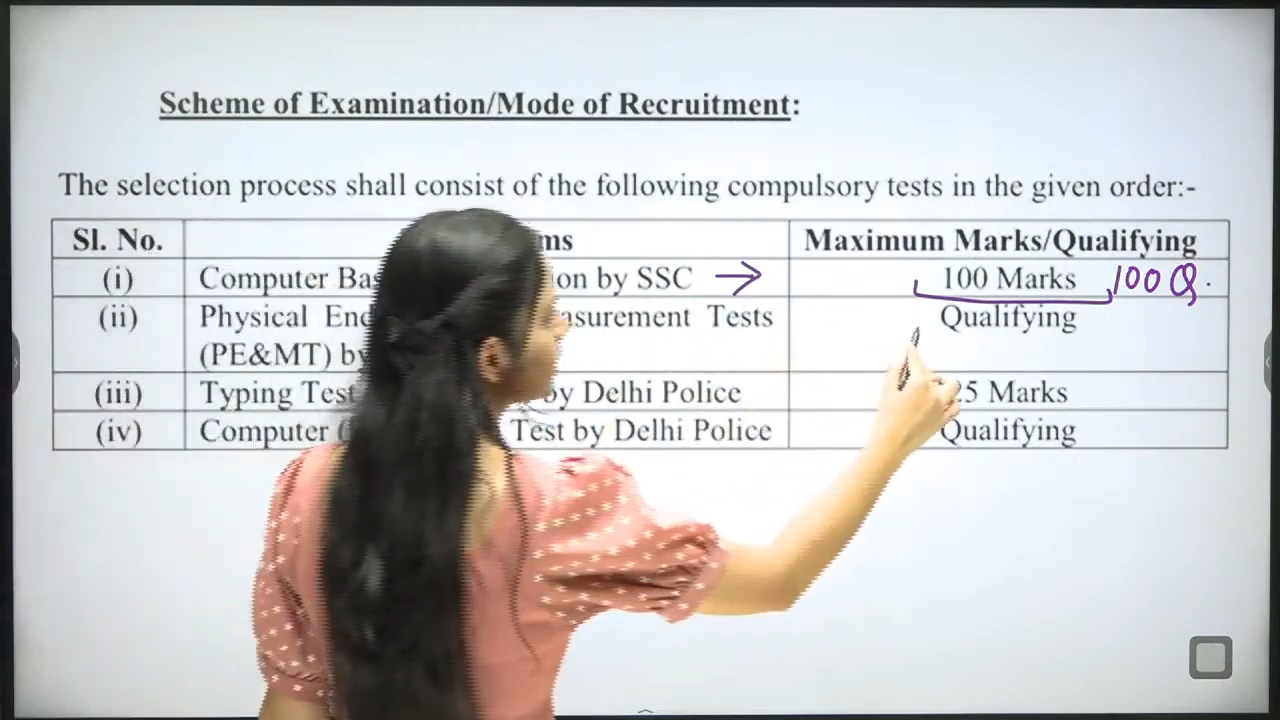 Scheme of Examination/Mode of Recruitment:
The selection process shall consist of the following compulsory tests in the given order:-
Sl. No. ms Maximum Marks/Qualifying
(i) Computer Bas on by SSC → 100 Marks 100 Q.
(ii) Physical End asurement Tests Qualifying
(PE&MT) by
(iii) Typing Test by Delhi Police 25 Marks
(iv) Computer Test by Delhi Police Qualifying